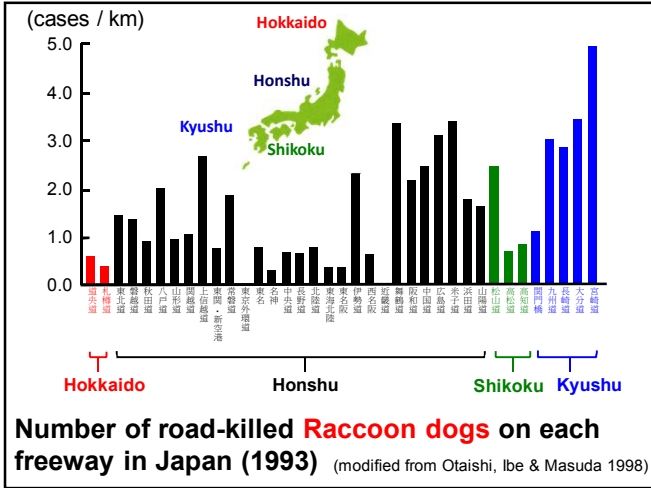 (cases / km)
Hokkaido
5.0
Honshu
4.0
Kyushu
3.0
Shikoku
2.0
1.0
0.0
道央道
札樽道
東北道
磐越道
秋田道
八戸道
山形道
関越道
上信越道
東関・新空港
常磐道
東京外環道
東名
名神
中央道
長野道
北陸道
東海北陸
東名阪
伊勢道
西名阪
近畿道
舞鶴道
阪和道
中国道
広島道
米子道
浜田道
山陽道
松山道
高松道
高知道
関門橋
九州道
長崎道
大分道
宮崎道
Hokkaido
Honshu
Shikoku
Kyushu
Number of road-killed Raccoon dogs on each
freeway in Japan (1993) (modified from Otaishi, Ibe & Masuda 1998)